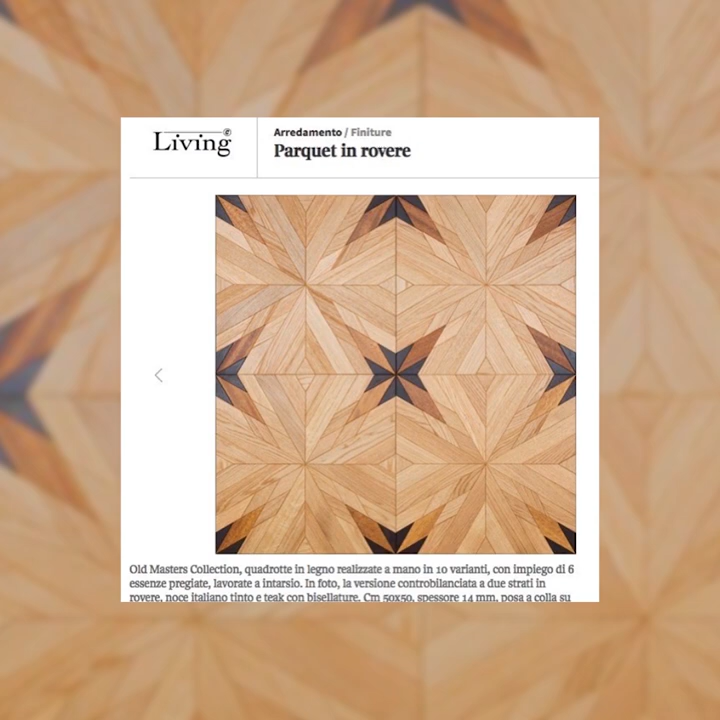 Living
Arredamento / Finiture
Parquet in rovere
Old Masters Collection, quadrotte in legno realizzate a mano in 10 varianti, con impiego di 6
essenze pregiate, lavorate a intarsio. In foto, la versione controbilanciata a due strati in
rovere, noce italiano tinto e teak con bisellature. Cm 50x50, spessore 14 mm, posa a colla su